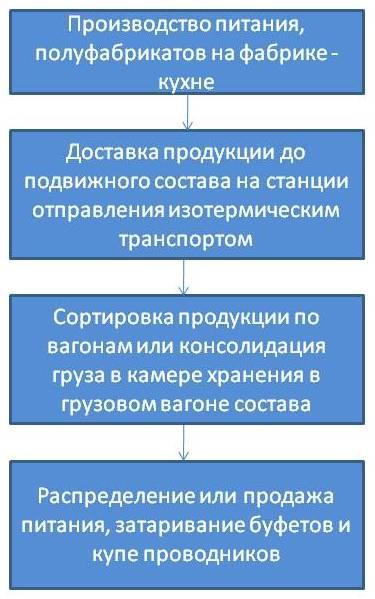 Производство питания,
полуфабрикатов на фабрике -
кухне
Доставка продукции до
подвижного состава на станции
отправления изотермическим
транспортом
Сортировка продукции по
вагонам или консолидация
груза в камере хранения в
грузовом вагоне состава
Распределение или продажа
питания, затаривание буфетов и
купе проводников